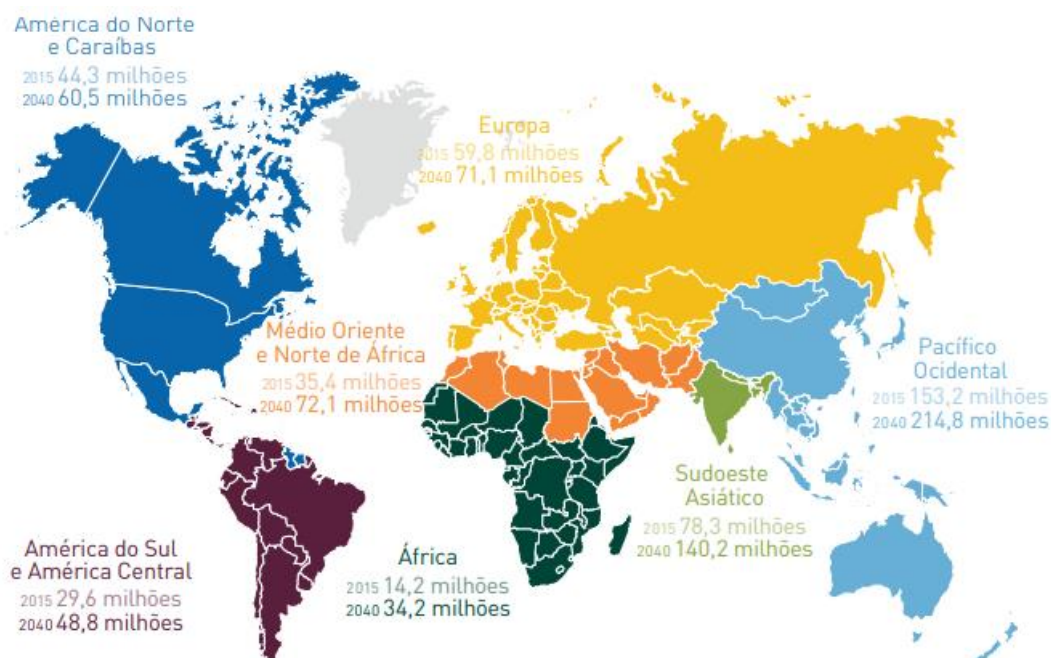 América do Norte
e Caraíbas
2015 44,3 milhões
2040 60,5 milhões
Europa
2015 59,8 milhões
2040 71,1 milhões
Médio Oriente
e Norte de África
2015 35,4 milhões
2040 72,1 milhões
Pacífico
Ocidental
2015 153,2 milhões
2040 214,8 milhões
Sudoeste
Asiático
2015 78,3 milhões
2040 140,2 milhões
América do Sul
e América Central
2015 29,6 milhões
2040 48,8 milhões
África
2015 14,2 milhões
2040 34,2 milhões